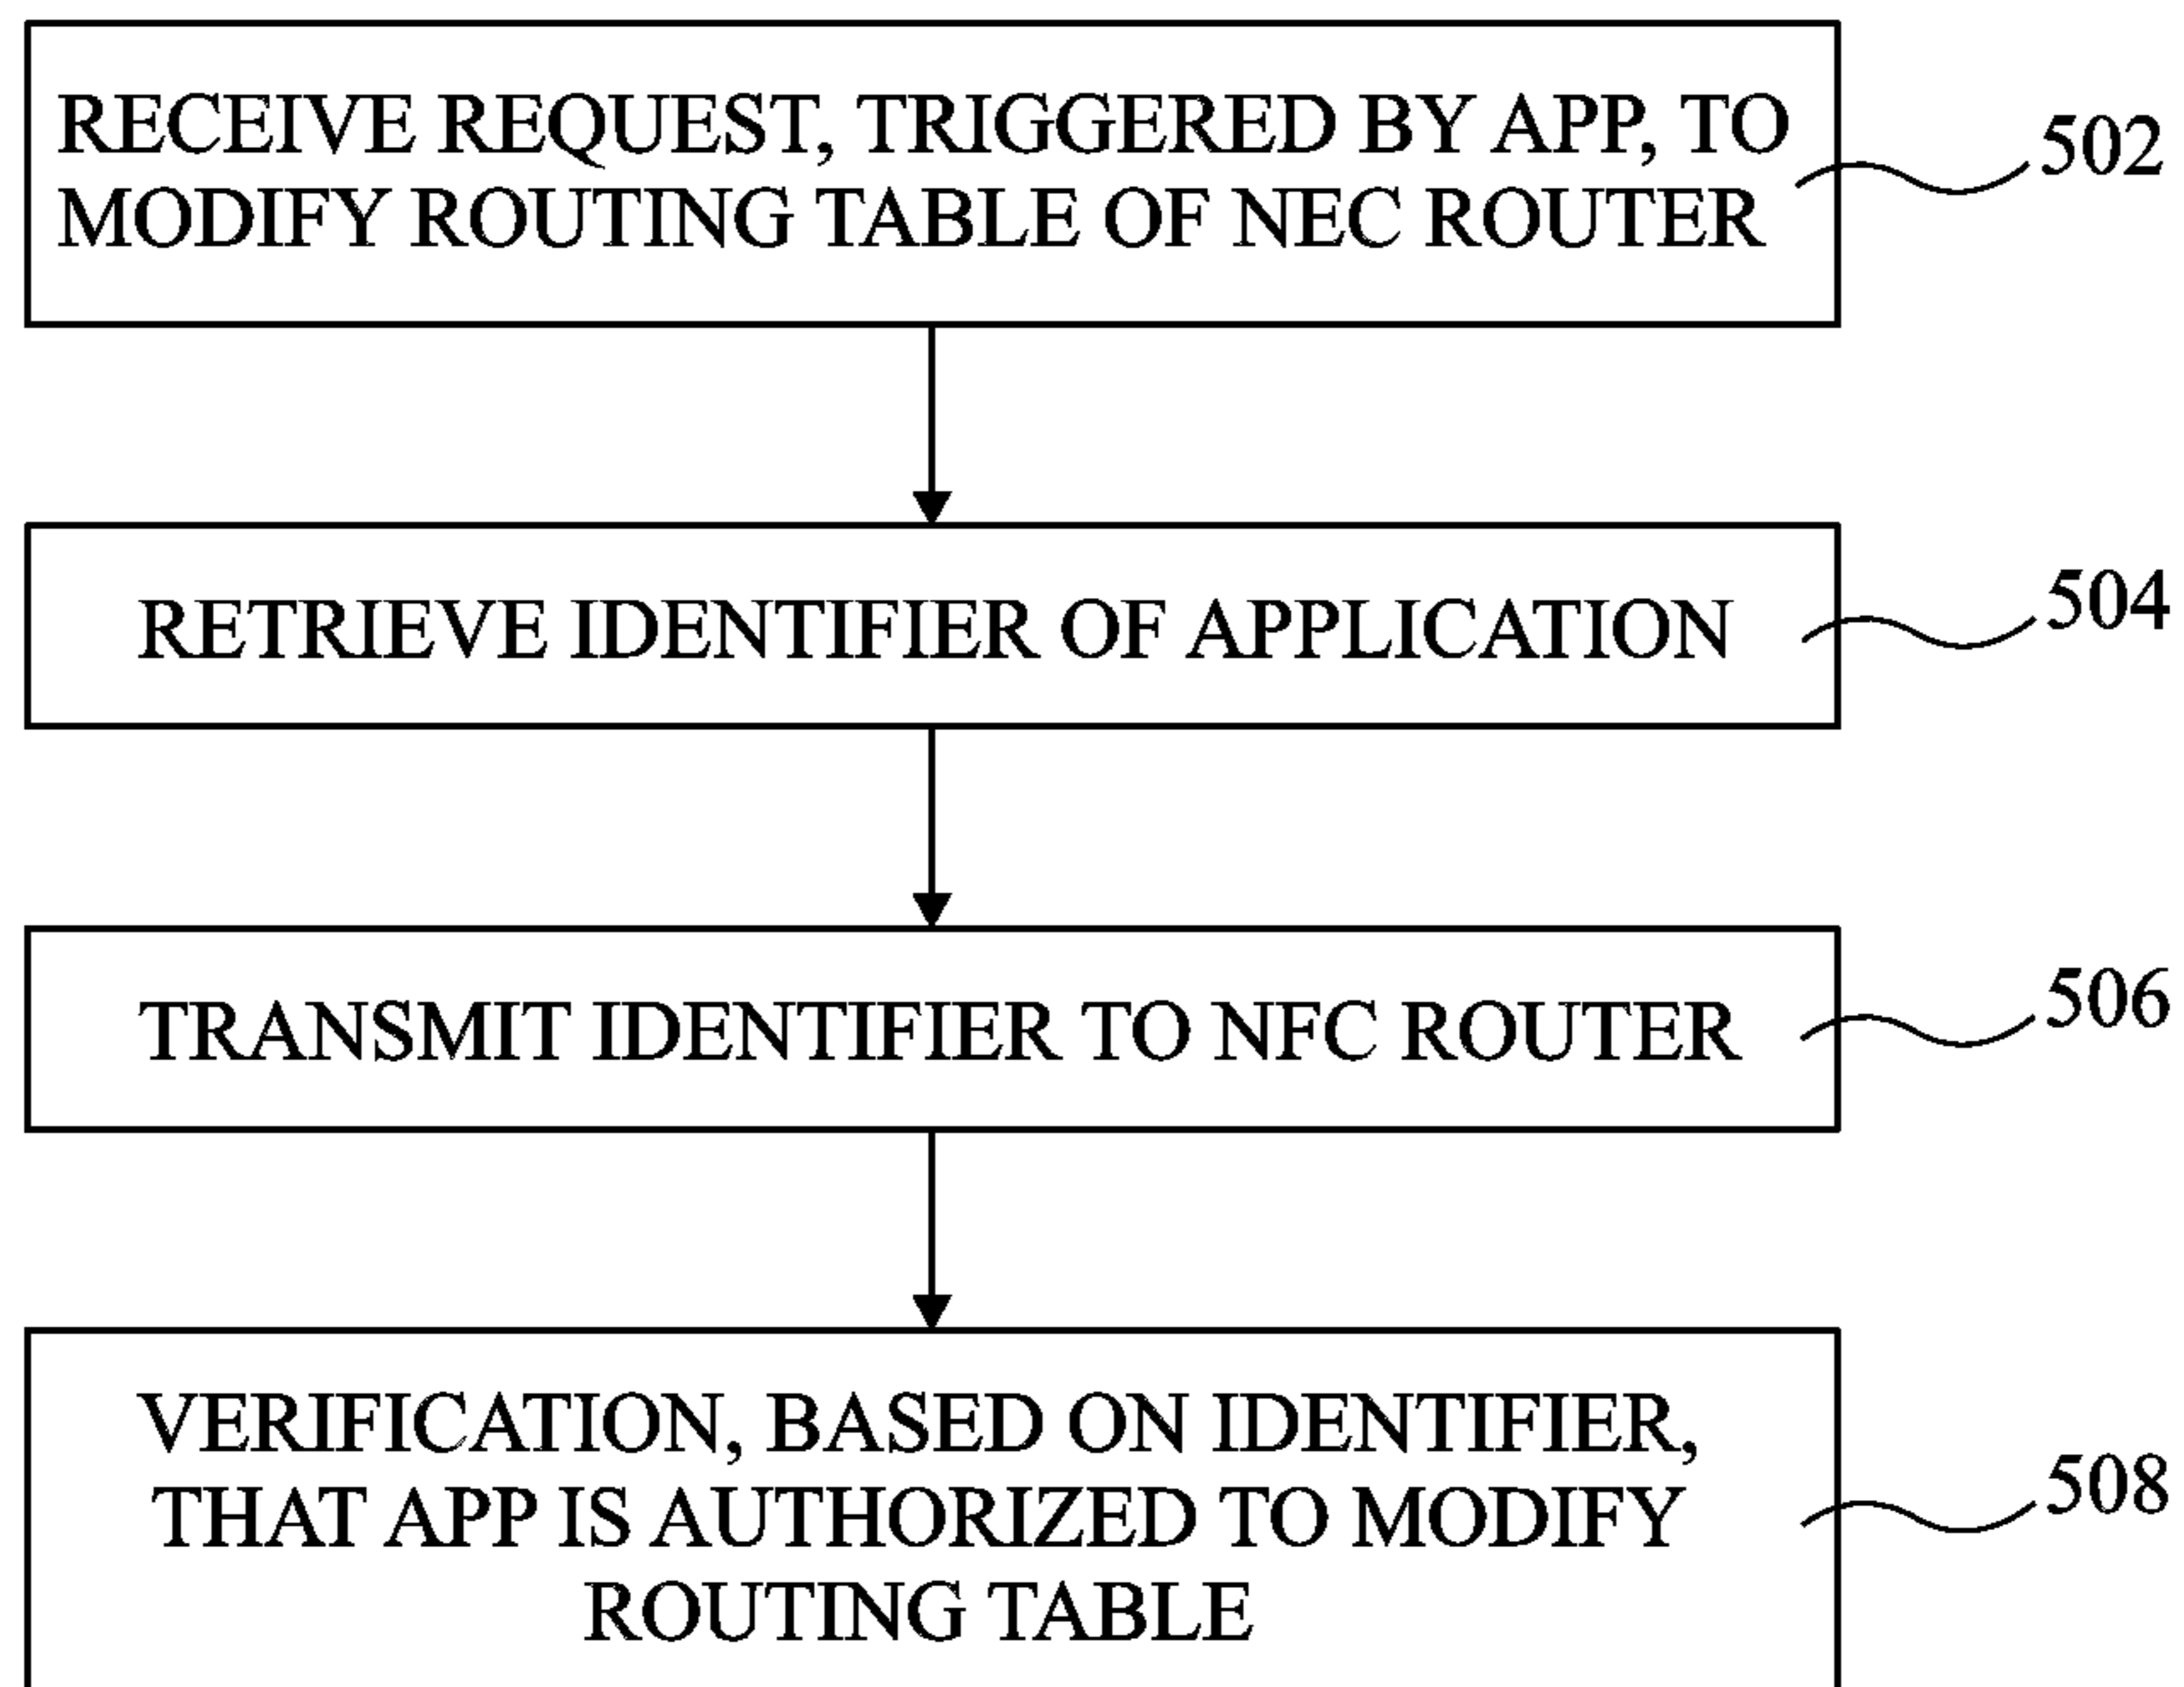 RECEIVE REQUEST, TRIGGERED BY APP, TO
MODIFY ROUTING TABLE OF NEC ROUTER
502
RETRIEVE IDENTIFIER OF APPLICATION
504
TRANSMIT IDENTIFIER TO NFC ROUTER
506
VERIFICATION, BASED ON IDENTIFIER,
THAT APP IS AUTHORIZED TO MODIFY
ROUTING TABLE
508